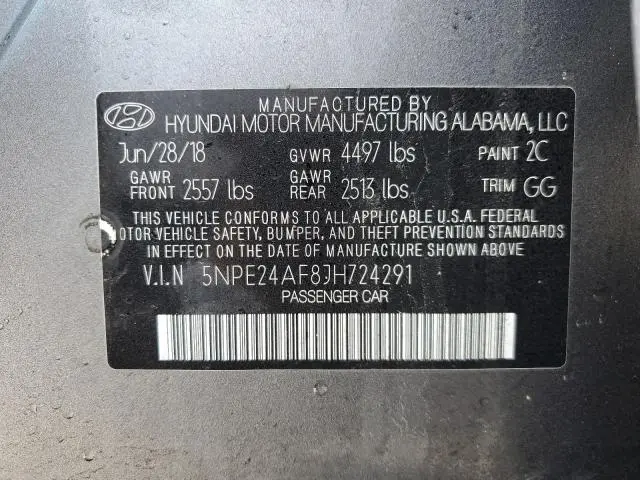 MANUFACTURED BY
HYUNDAI MOTOR MANUFACTURING ALABAMA, LLC
Jun/28/18 GVWR 4497 lbs PAINT 2C
GAWR FRONT 2557 lbs GAWR REAR 2513 lbs TRIM GG
THIS VEHICLE CONFORMS TO ALL APPLICABLE U.S.A. FEDERAL
MOTOR VEHICLE SAFETY, BUMPER, AND THEFT PREVENTION STANDARDS
IN EFFECT ON THE DATE OF MANUFACTURE SHOWN ABOVE
V.I.N 5NPE24AF8JH724291
PASSENGER CAR